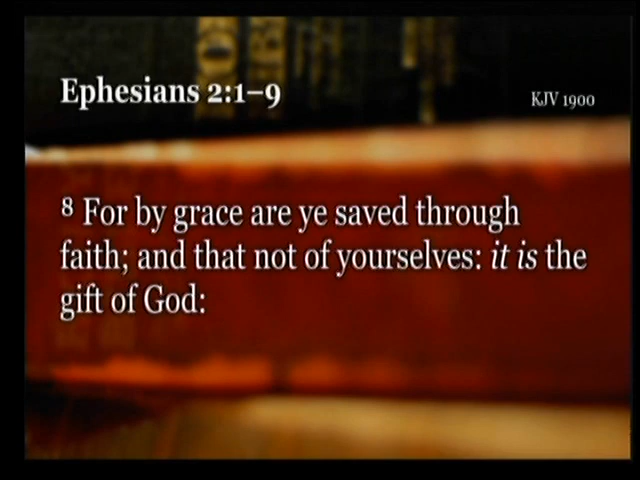 Ephesians 2:1–9
KJV 1900
8 For by grace are ye saved through
faith; and that not of yourselves: it is the
gift of God: